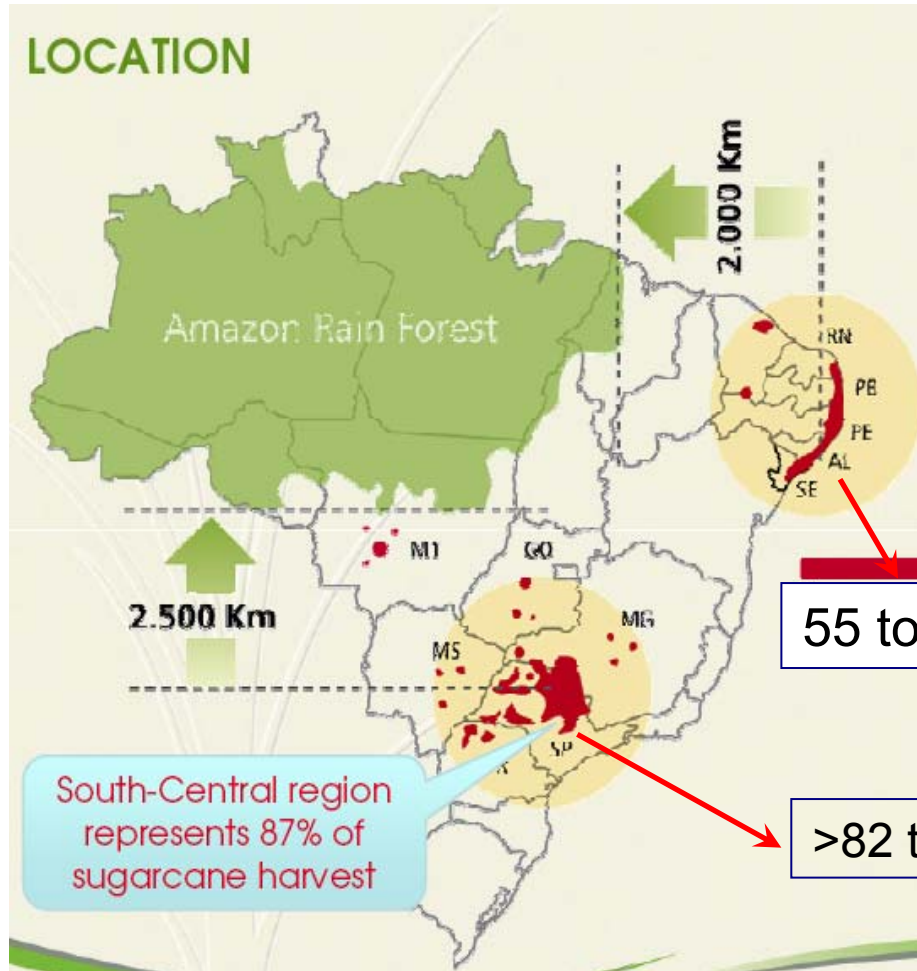 LOCATION
2.000 Km
Amazon Rain Forest
RN
PB
PE
AL
SE
MT
GO
2.500 Km
MG
MS
55 to
SP
South-Central region
represents 87% of
sugarcane harvest
>82 t